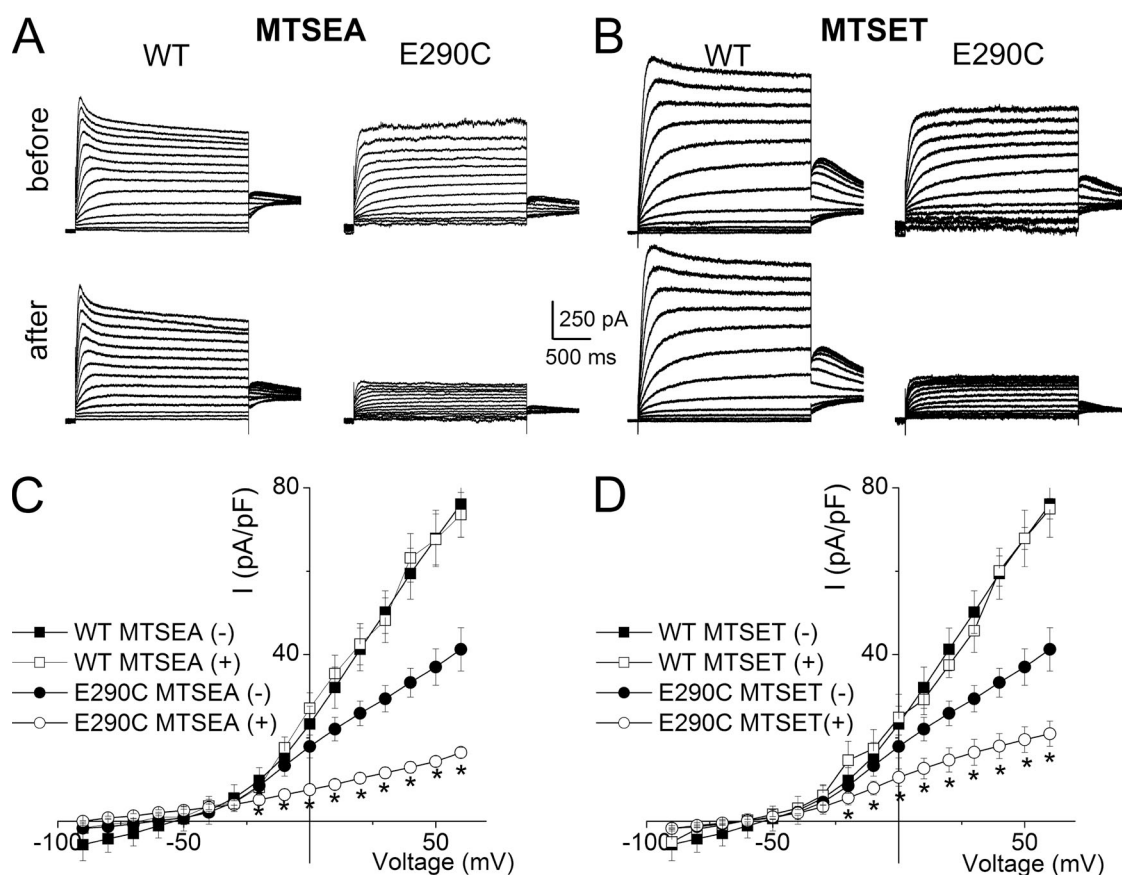 A
MTSEA
WT
E290C
B
MTSET
WT
E290C
before
after
250 pA
500 ms
C
I (pA/pF)
80
40
WT MTSEA (-)
WT MTSEA (+)
E290C MTSEA (-)
E290C MTSEA (+)
* * * * * * * * *
-100
-50
50
Voltage (mV)
D
I (pA/pF)
80
40
WT MTSET (-)
WT MTSET (+)
E290C MTSET (-)
E290C MTSET(+)
* * * * * * * * *
-100
-50
50
Voltage (mV)